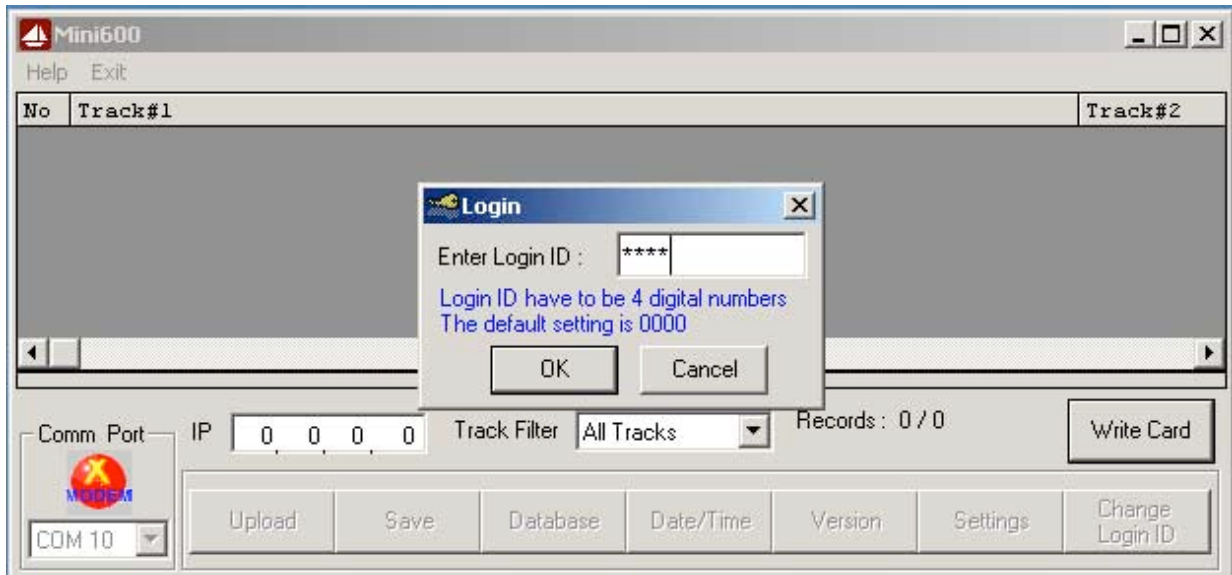 Mini600
Help Exit
No Track#1 Track#2
Login
Enter Login ID : ****
Login ID have to be 4 digital numbers
The default setting is 0000
OK Cancel
Comm Port IP 0 . 0 . 0 . 0 Track Filter All Tracks Records : 0 / 0 Write Card
X
MODEM
COM 10
Upload Save Database Date/Time Version Settings Change
Login ID